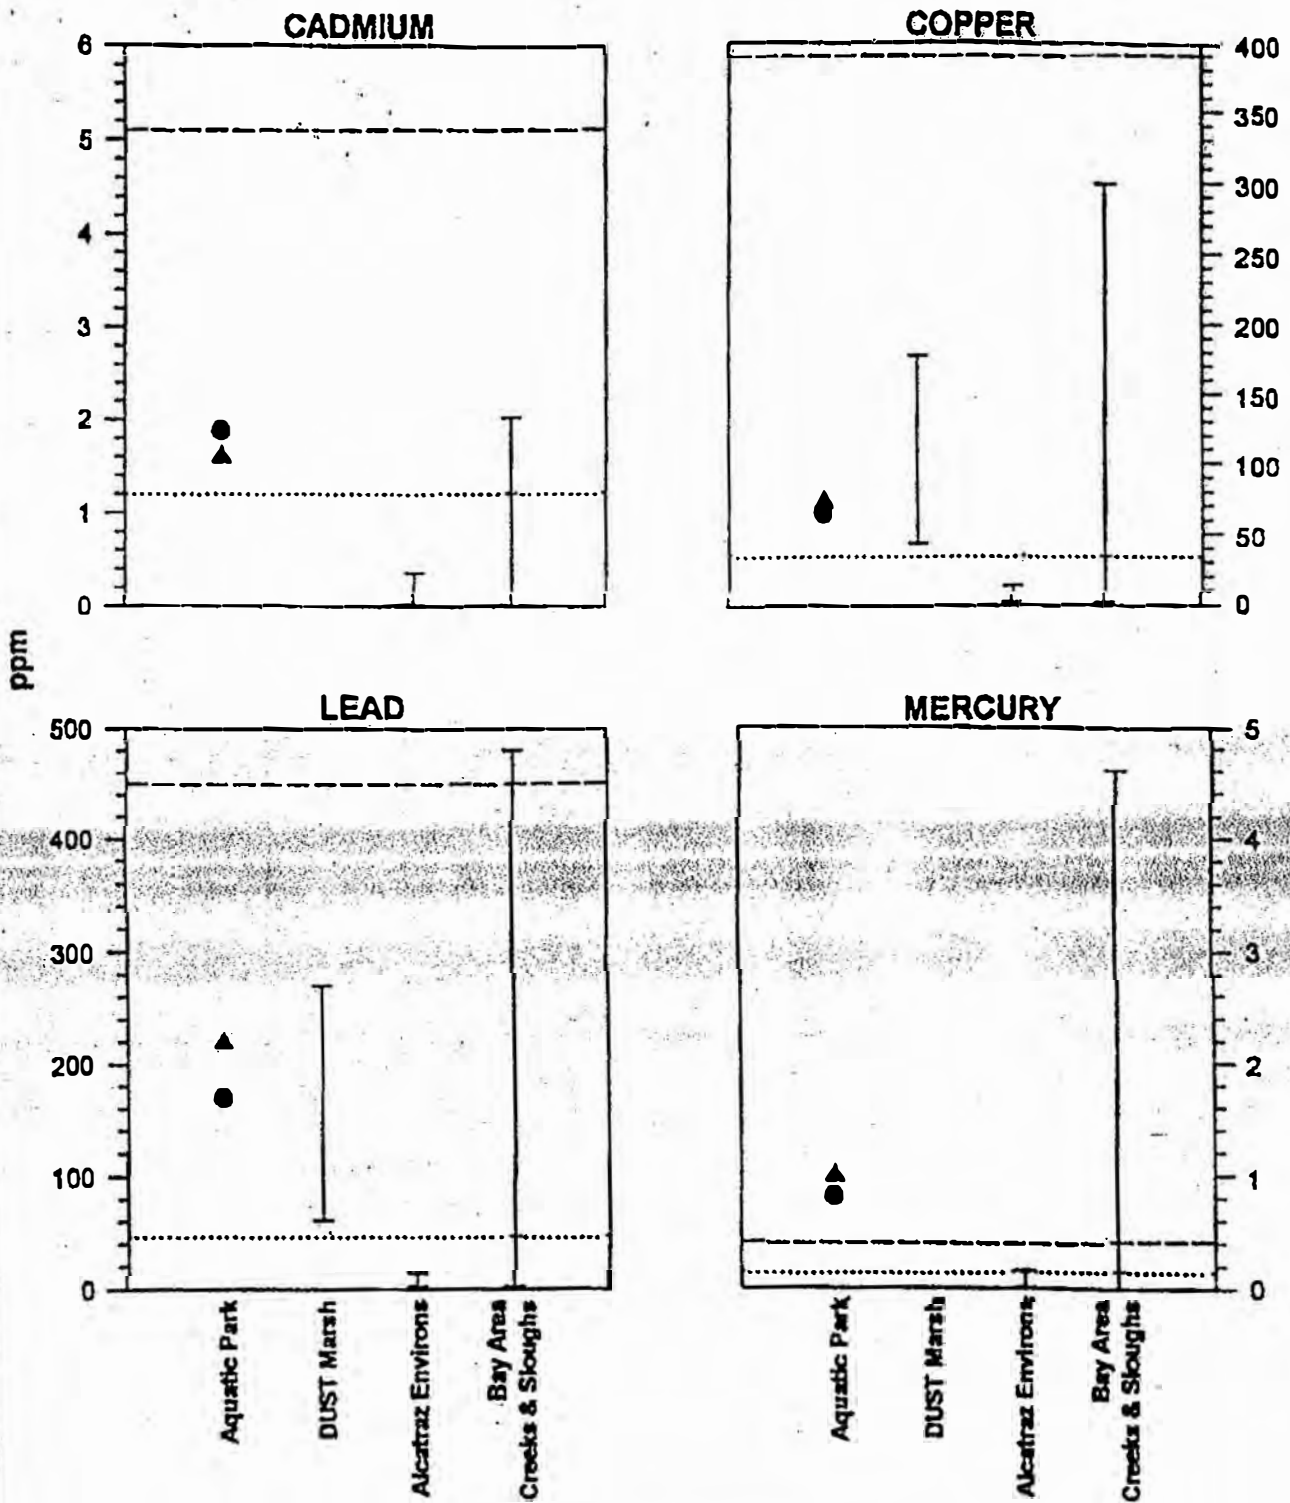 CADMIUM
6
5
4
3
2
1
0
COPPER
400
350
300
250
200
150
100
50
0
ppm
LEAD
500
400
300
200
100
0
Aquatic Park
DUST Marsh
Alcatraz Environs
Bay Area
Creeks & Sloughs
MERCURY
5
4
3
2
1
0
Aquatic Park
DUST Marsh
Alcatraz Environs
Bay Area
Creeks & Sloughs